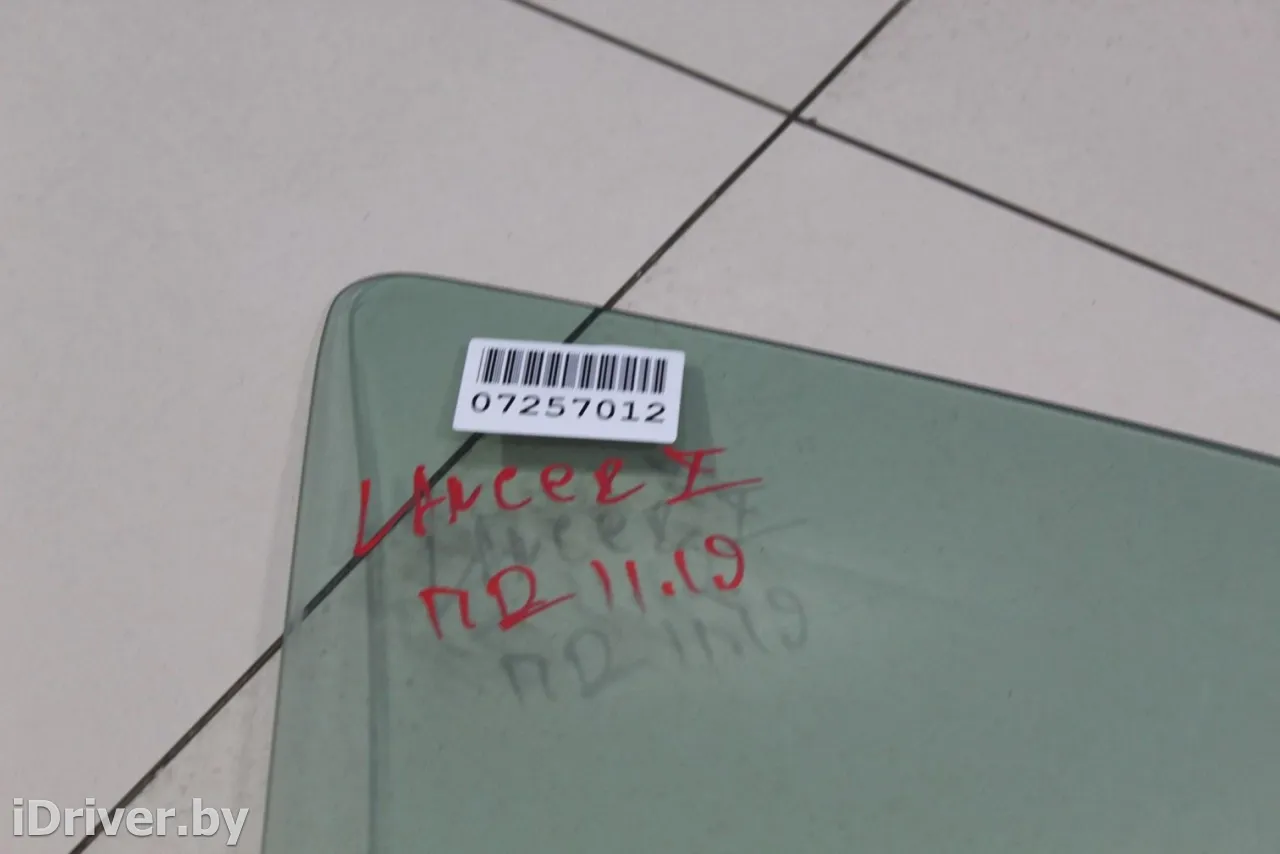 07257012
LANCER X
ПД 11.19
iDriver.by